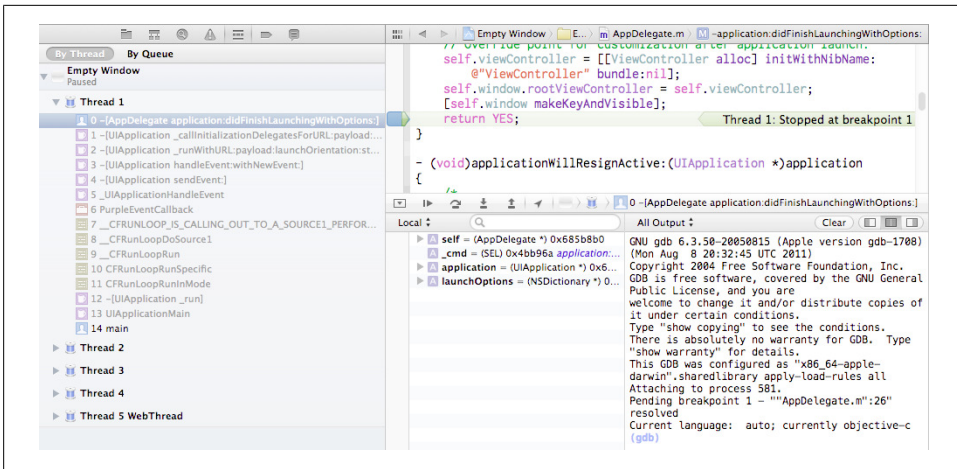 By Thread By Queue
Empty Window
Paused
Thread 1
0 -[AppDelegate application:didFinishLaunchingWithOptions:]
1 -[UIApplication _callInitializationDelegatesForURL:payload:...
2 -[UIApplication _runWithURL:payload:launchOrientation:st...
3 -[UIApplication handleEvent:withNewEvent:]
4 -[UIApplication sendEvent:]
5 _UIApplicationHandleEvent
6 PurpleEventCallback
7 __CFRUNLOOP_IS_CALLING_OUT_TO_A_SOURCE1_PERFOR...
8 __CFRunLoopDoSource1
9 __CFRunLoopRun
10 CFRunLoopRunSpecific
11 CFRunLoopRunInMode
12 -[UIApplication _run]
13 UIApplicationMain
14 main
Thread 2
Thread 3
Thread 4
Thread 5 WebThread
Empty Window E... m AppDelegate.m M -application:didFinishLaunchingWithOptions:
// Override point for customization after application launch.
self.viewController = [[ViewController alloc] initWithNibName:
@"ViewController" bundle:nil];
self.window.rootViewController = self.viewController;
[self.window makeKeyAndVisible];
return YES; Thread 1: Stopped at breakpoint 1
}
- (void)applicationWillResignActive:(UIApplication *)application
{
/*
0 -[AppDelegate application:didFinishLaunchingWithOptions:]
Local
A self = (AppDelegate *) 0x685b8b0
A _cmd = (SEL) 0x4bb96a application:...
A application = (UIApplication *) 0x6...
A launchOptions = (NSDictionary *) 0...
All Output Clear
GNU gdb 6.3.50-20050815 (Apple version gdb-1708)
(Mon Aug  8 20:32:45 UTC 2011)
Copyright 2004 Free Software Foundation, Inc.
GDB is free software, covered by the GNU General
Public License, and you are
welcome to change it and/or distribute copies of
it under certain conditions.
Type "show copying" to see the conditions.
There is absolutely no warranty for GDB.  Type
"show warranty" for details.
This GDB was configured as "x86_64-apple-
darwin".sharedlibrary apply-load-rules all
Attaching to process 581.
Pending breakpoint 1 - ""AppDelegate.m":26"
resolved
Current language:  auto; currently objective-c
(gdb)